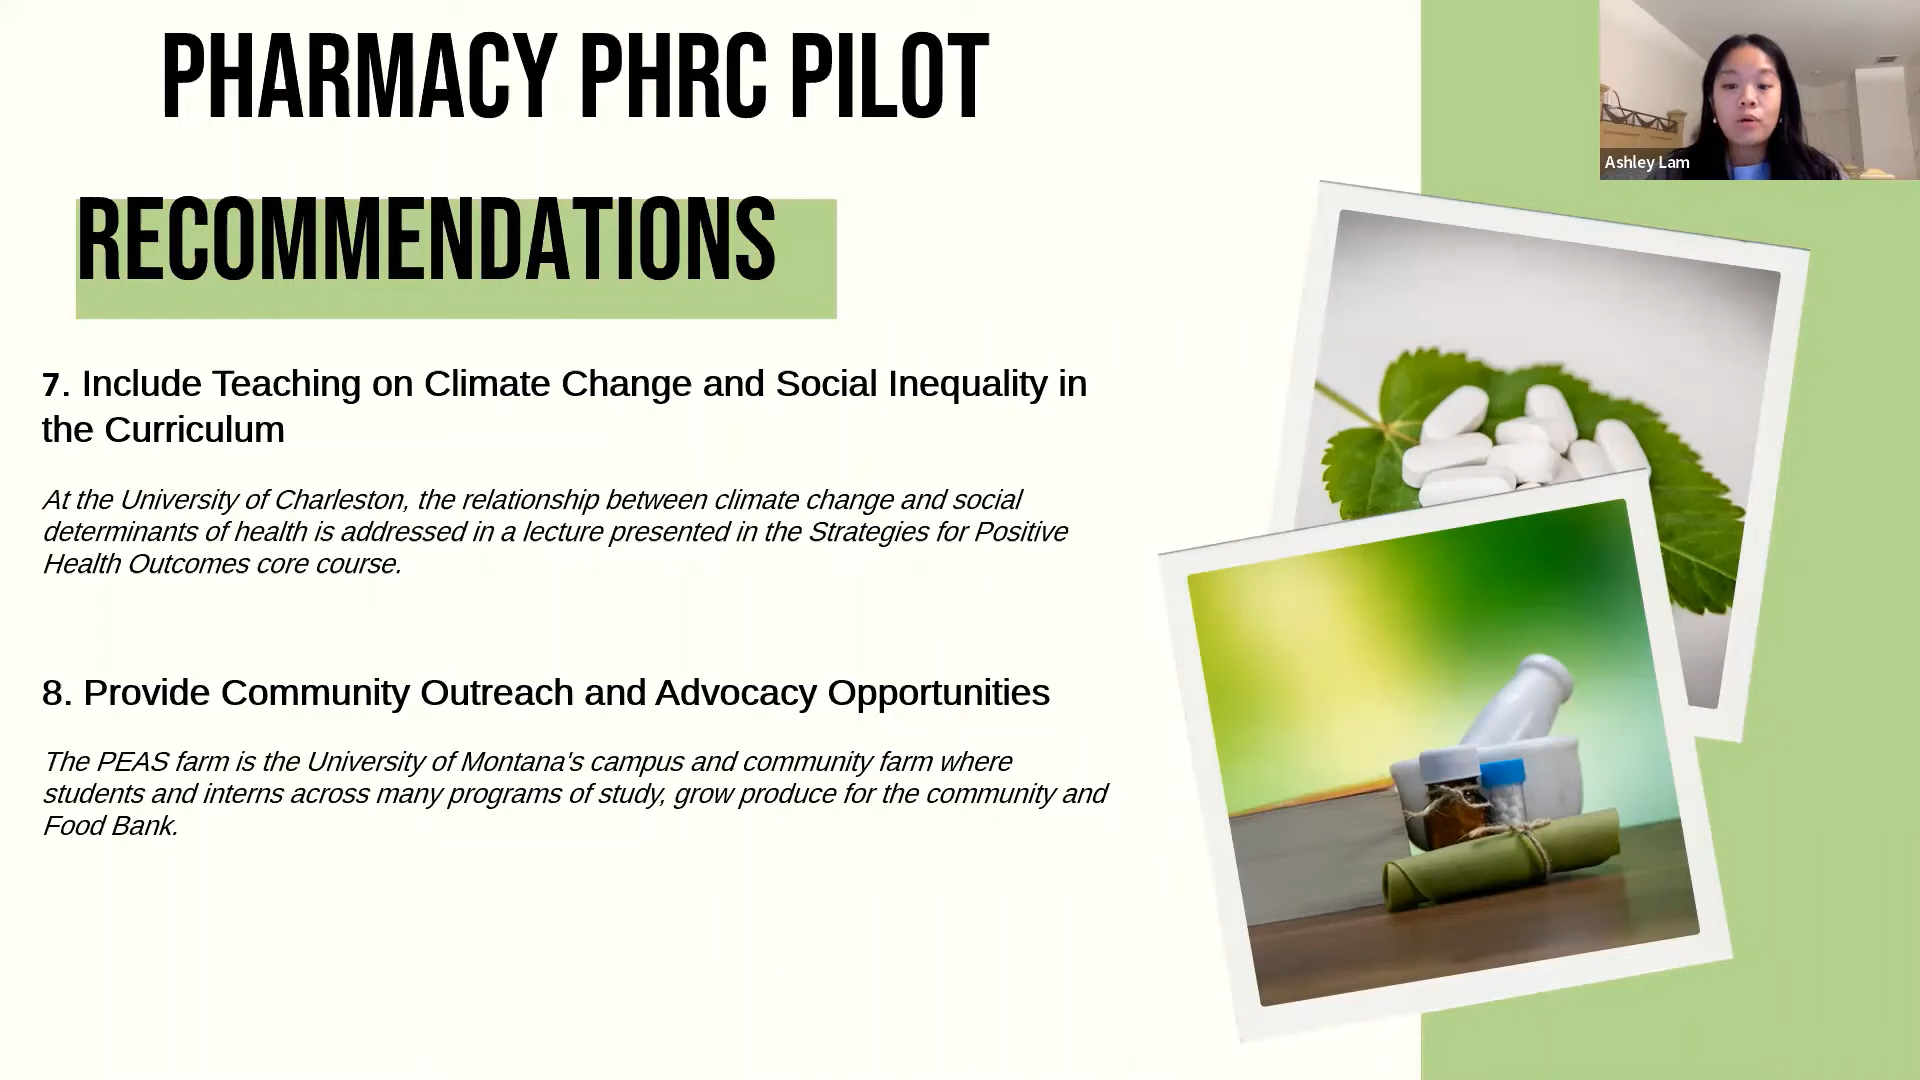 PHARMACY PHRC PILOT
RECOMMENDATIONS
Ashley Lam
7. Include Teaching on Climate Change and Social Inequality in
the Curriculum
At the University of Charleston, the relationship between climate change and social
determinants of health is addressed in a lecture presented in the Strategies for Positive
Health Outcomes core course.
8. Provide Community Outreach and Advocacy Opportunities
The PEAS farm is the University of Montana's campus and community farm where
students and interns across many programs of study, grow produce for the community and
Food Bank.